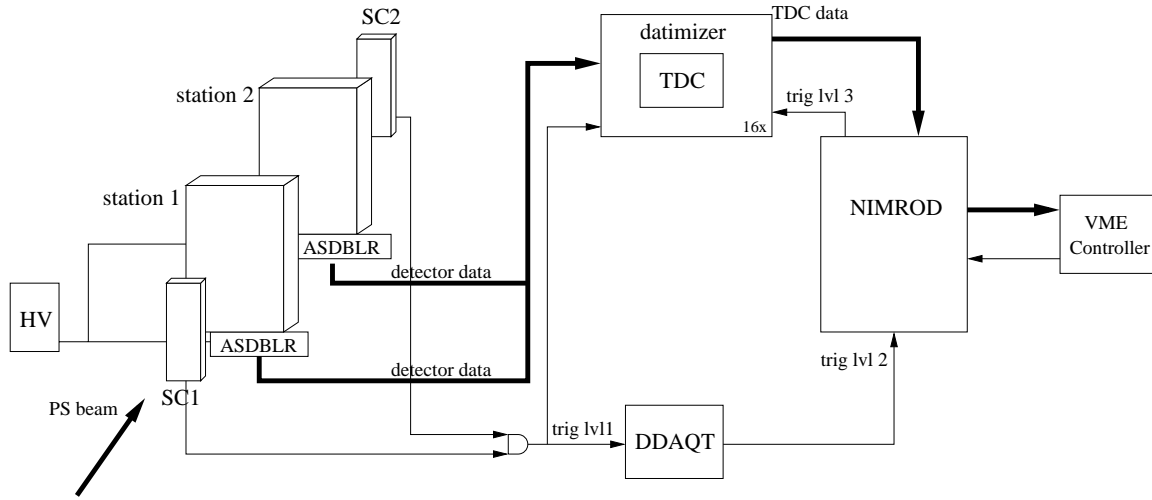 SC2
TDC data
datimizer
station 2
TDC
trig lvl 3
16x
station 1
NIMROD
VME
Controller
ASDBLR
detector data
HV
ASDBLR
trig lvl 2
detector data
SC1
PS beam
trig lvl1
DDAQT